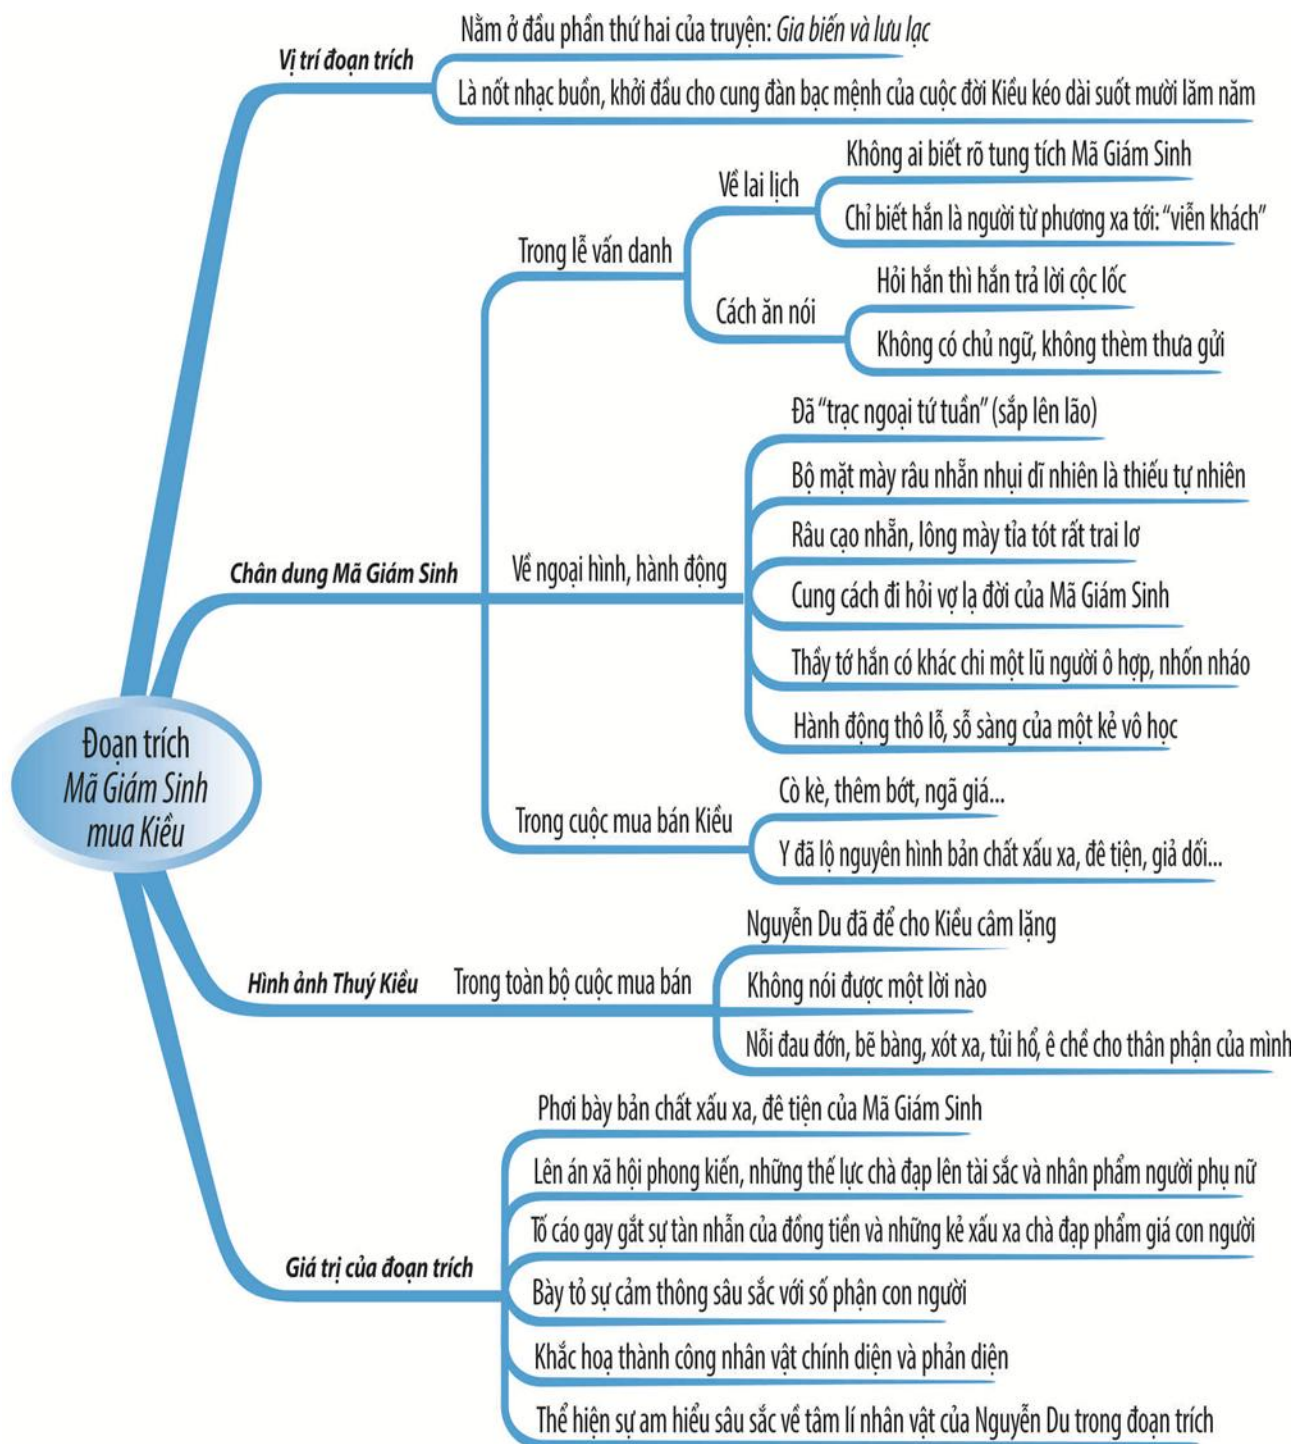 Nằm ở đầu phần thứ hai của truyện: Gia biến và lưu lạc
Vị trí đoạn trích
Là nốt nhạc buồn, khởi đầu cho cung đàn bạc mệnh của cuộc đời Kiều kéo dài suốt mười lăm năm
Không ai biết rõ tung tích Mã Giám Sinh
Về lai lịch
Chỉ biết hắn là người từ phương xa tới: “viễn khách”
Trong lễ vấn danh
Hỏi hắn thì hắn trả lời cộc lốc
Cách ăn nói
Không có chủ ngữ, không thèm thưa gửi
Đã “trạc ngoại tứ tuần” (sắp lên lão)
Bộ mặt mày râu nhẵn nhụi dĩ nhiên là thiếu tự nhiên
Râu cạo nhẵn, lông mày tỉa tót rất trai lơ
Chân dung Mã Giám Sinh
Về ngoại hình, hành động
Cung cách đi hỏi vợ lạ đời của Mã Giám Sinh
Thầy tớ hắn có khác chi một lũ người ô hợp, nhốn nháo
Hành động thô lỗ, sỗ sàng của một kẻ vô học
Đoạn trích
Mã Giám Sinh
mua Kiều
Cò kè, thêm bớt, ngã giá...
Trong cuộc mua bán Kiều
Y đã lộ nguyên hình bản chất xấu xa, đê tiện, giả dối...
Nguyễn Du đã để cho Kiều câm lặng
Hình ảnh Thuý Kiều
Trong toàn bộ cuộc mua bán
Không nói được một lời nào
Nỗi đau đớn, bẽ bàng, xót xa, tủi hổ, ê chề cho thân phận của mình
Phơi bày bản chất xấu xa, đê tiện của Mã Giám Sinh
Lên án xã hội phong kiến, những thế lực chà đạp lên tài sắc và nhân phẩm người phụ nữ
Tố cáo gay gắt sự tàn nhẫn của đồng tiền và những kẻ xấu xa chà đạp phẩm giá con người
Giá trị của đoạn trích
Bày tỏ sự cảm thông sâu sắc với số phận con người
Khắc hoạ thành công nhân vật chính diện và phản diện
Thể hiện sự am hiểu sâu sắc về tâm lí nhân vật của Nguyễn Du trong đoạn trích